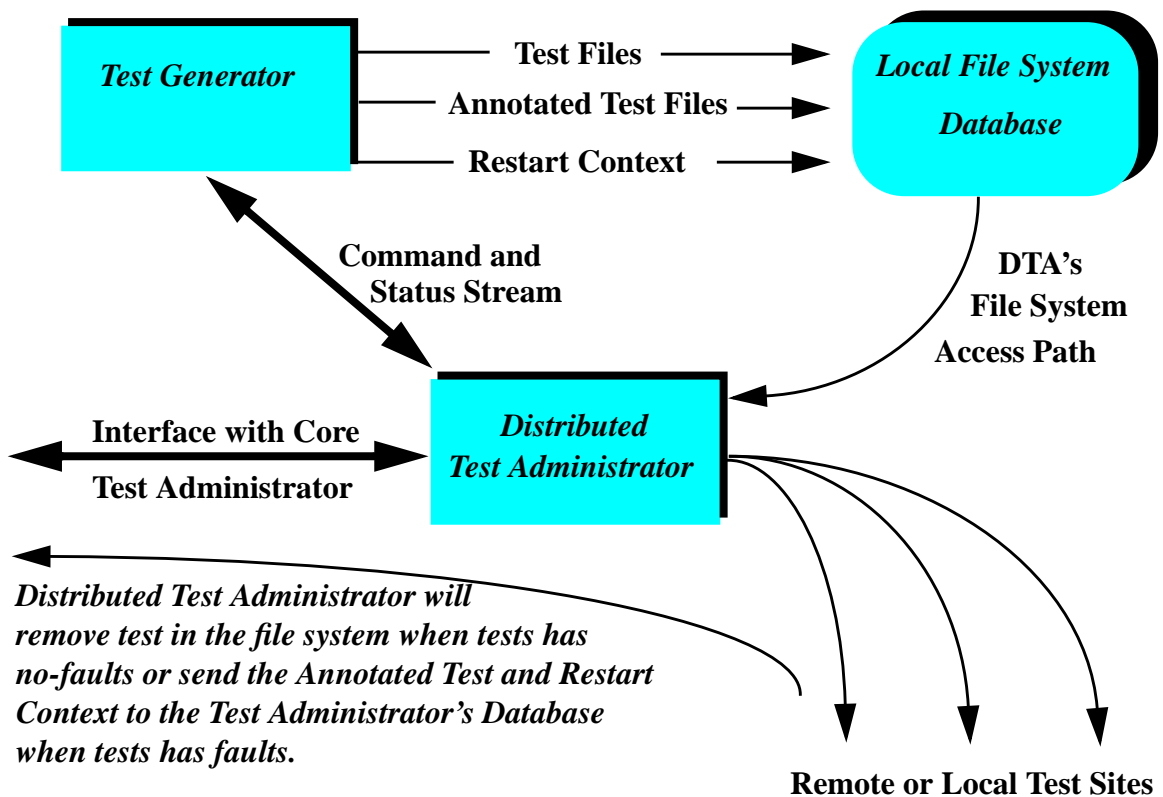 Test Generator
Test Files
Annotated Test Files
Restart Context
Local File System
Database
Command and
Status Stream
DTA's
File System
Access Path
Interface with Core
Test Administrator
Distributed
Test Administrator
Distributed Test Administrator will
remove test in the file system when tests has
no-faults or send the Annotated Test and Restart
Context to the Test Administrator's Database
when tests has faults.
Remote or Local Test Sites